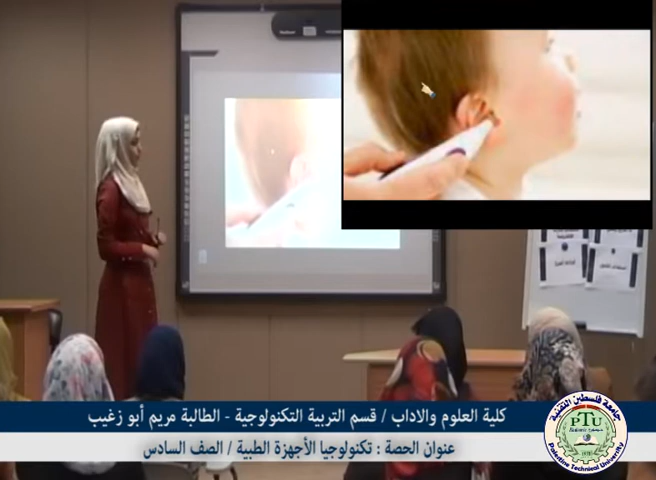 كلية العلوم والاداب / قسم التربية التكنولوجية - الطالبة مريم أبو زغيب
عنوان الحصة : تكنولوجيا الأجهزة الطبية / الصف السادس
جامعة فلسطين التقنية
PTU
Palestine Technical University